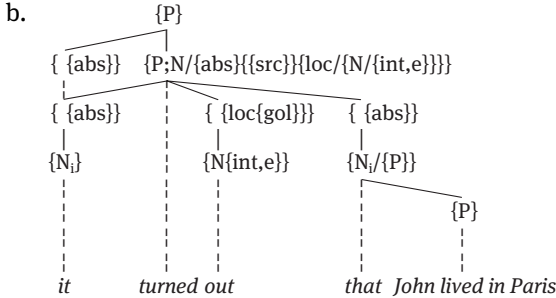 b.
{P}
{ {abs}} {P;N/{abs}{{src}}{loc/{N/{int,e}}}}
{ {abs}} { {loc{gol}}} { {abs}}
{Nᵢ} {N{int,e}} {Nᵢ/{P}}
{P}
it turned out that John lived in Paris